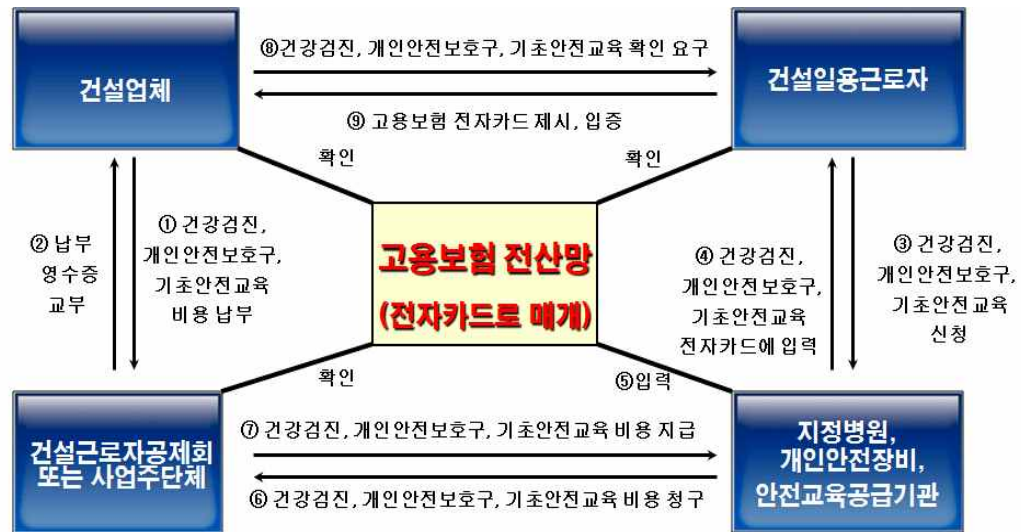 ⑧건강검진, 개인안전보호구, 기초안전교육 확인 요구
건설업체
건설일용근로자
⑨ 고용보험 전자카드 제시, 입증
확인
확인
② 납부
영수증
교부
① 건강검진,
개인안전보호구,
기초안전교육
비용 납부
고용보험 전산망
(전자카드로 매개)
④ 건강검진,
개인안전보호구,
기초안전교육
전자카드에 입력
③ 건강검진,
개인안전보호구,
기초안전교육
신청
확인
⑤입력
건설근로자공제회
또는 사업주단체
⑦ 건강검진, 개인안전보호구, 기초안전교육 비용 지급
⑥ 건강검진, 개인안전보호구, 기초안전교육 비용 청구
지정병원,
개인안전장비,
안전교육공급기관